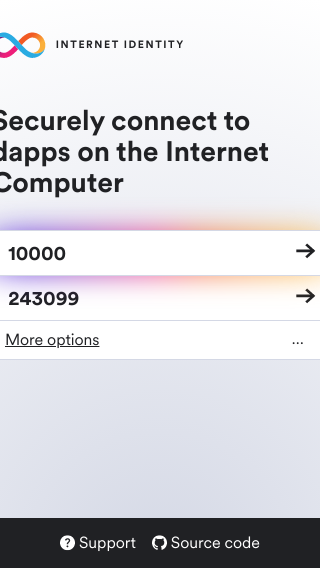 INTERNET IDENTITY
Securely connect to
dapps on the Internet
Computer
10000
243099
More options
...
? Support Source code